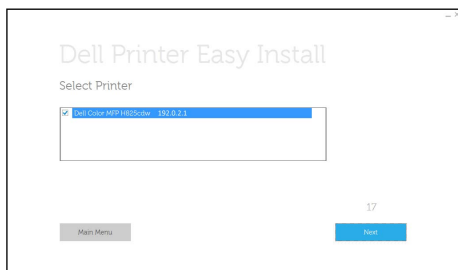 Dell Printer Easy Install
Select Printer
Dell Color MFP H825cdw 192.0.2.1
17
Main Menu
Next